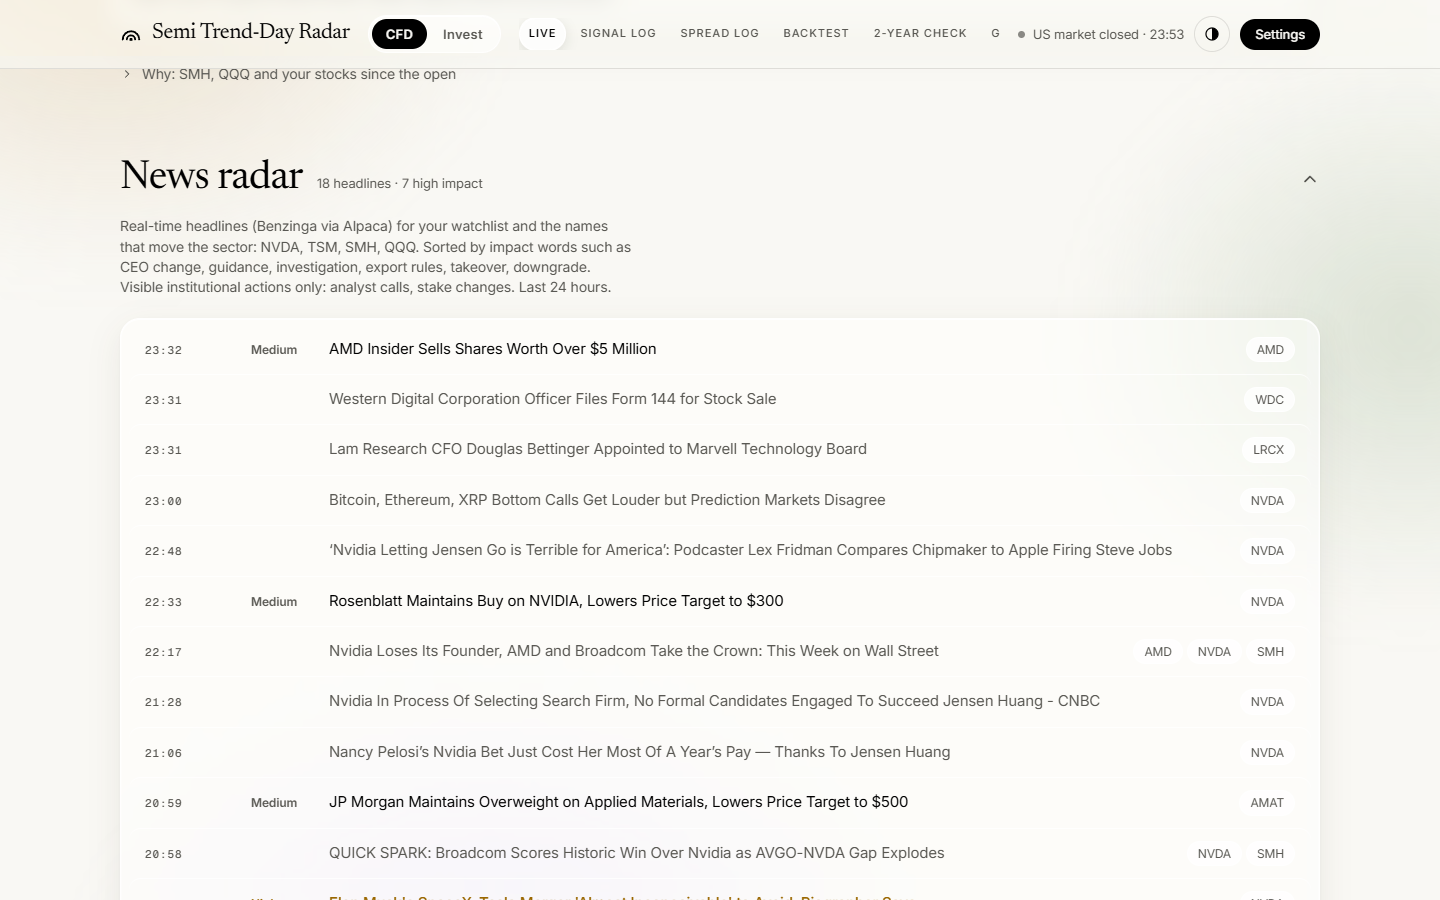 Semi Trend-Day Radar
CFD
Invest
LIVE
SIGNAL LOG
SPREAD LOG
BACKTEST
2-YEAR CHECK
G
US market closed · 23:53
Settings
Why: SMH, QQQ and your stocks since the open
News radar
18 headlines · 7 high impact
Real-time headlines (Benzinga via Alpaca) for your watchlist and the names
that move the sector: NVDA, TSM, SMH, QQQ. Sorted by impact words such as
CEO change, guidance, investigation, export rules, takeover, downgrade.
Visible institutional actions only: analyst calls, stake changes. Last 24 hours.
23:32 Medium AMD Insider Sells Shares Worth Over $5 Million AMD
23:31 Western Digital Corporation Officer Files Form 144 for Stock Sale WDC
23:31 Lam Research CFO Douglas Bettinger Appointed to Marvell Technology Board LRCX
23:00 Bitcoin, Ethereum, XRP Bottom Calls Get Louder but Prediction Markets Disagree NVDA
22:48 ‘Nvidia Letting Jensen Go is Terrible for America’: Podcaster Lex Fridman Compares Chipmaker to Apple Firing Steve Jobs NVDA
22:33 Medium Rosenblatt Maintains Buy on NVIDIA, Lowers Price Target to $300 NVDA
22:17 Nvidia Loses Its Founder, AMD and Broadcom Take the Crown: This Week on Wall Street AMD NVDA SMH
21:28 Nvidia In Process Of Selecting Search Firm, No Formal Candidates Engaged To Succeed Jensen Huang - CNBC NVDA
21:06 Nancy Pelosi’s Nvidia Bet Just Cost Her Most Of A Year’s Pay — Thanks To Jensen Huang NVDA
20:59 Medium JP Morgan Maintains Overweight on Applied Materials, Lowers Price Target to $500 AMAT
20:58 QUICK SPARK: Broadcom Scores Historic Win Over Nvidia as AVGO-NVDA Gap Explodes NVDA SMH